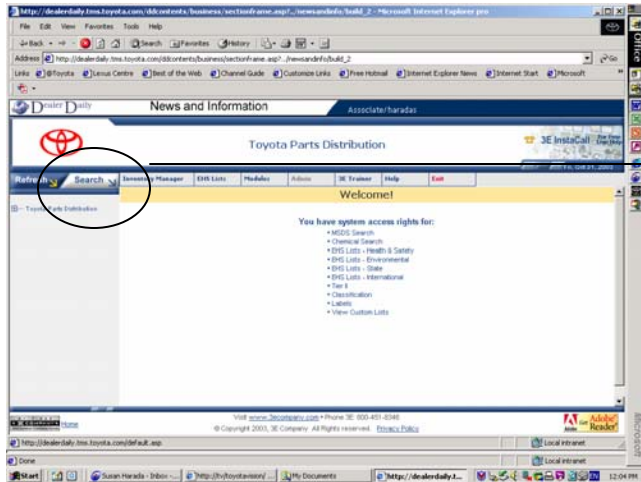 http://dealerdaily.tms.toyota.com/ddcontents/business/sectionframe.asp?../newsandinfo/build_2 - Microsoft Internet Explorer pro
File Edit View Favorites Tools Help
Back Search Favorites History
Address http://dealerdaily.tms.toyota.com/ddcontents/business/sectionframe.asp?../newsandinfo/build_2 Go
Links @Toyota Lexus Centre Best of the Web Channel Guide Customize Links Free Hotmail Internet Explorer News Internet Start Microsoft
Dealer Daily News and Information Associate/haradas
Toyota Parts Distribution 3E InstaCall
Fri, Oct 31, 2003
Refresh Search Inventory Manager EHS Lists Modules Admin 3E Trainer Help Exit
Welcome!
Toyota Parts Distribution
You have system access rights for:
• MSDS Search
• Chemical Search
• EHS Lists - Health & Safety
• EHS Lists - Environmental
• EHS Lists - State
• EHS Lists - International
• Tier II
• Classification
• Labels
• View Custom Lists
Home Visit www.3ecompany.com • Phone 3E: 800-451-8346
© Copyright 2003, 3E Company. All Rights reserved. Privacy Policy
Get Adobe Reader
http://dealerdaily.tms.toyota.com/default.asp Local intranet
Done Local intranet
Start Susan Harada - Inbox -... http://tv/toyotavision/ ... My Documents http://dealerdaily.t... 12:04 PM
Office
Microsoft